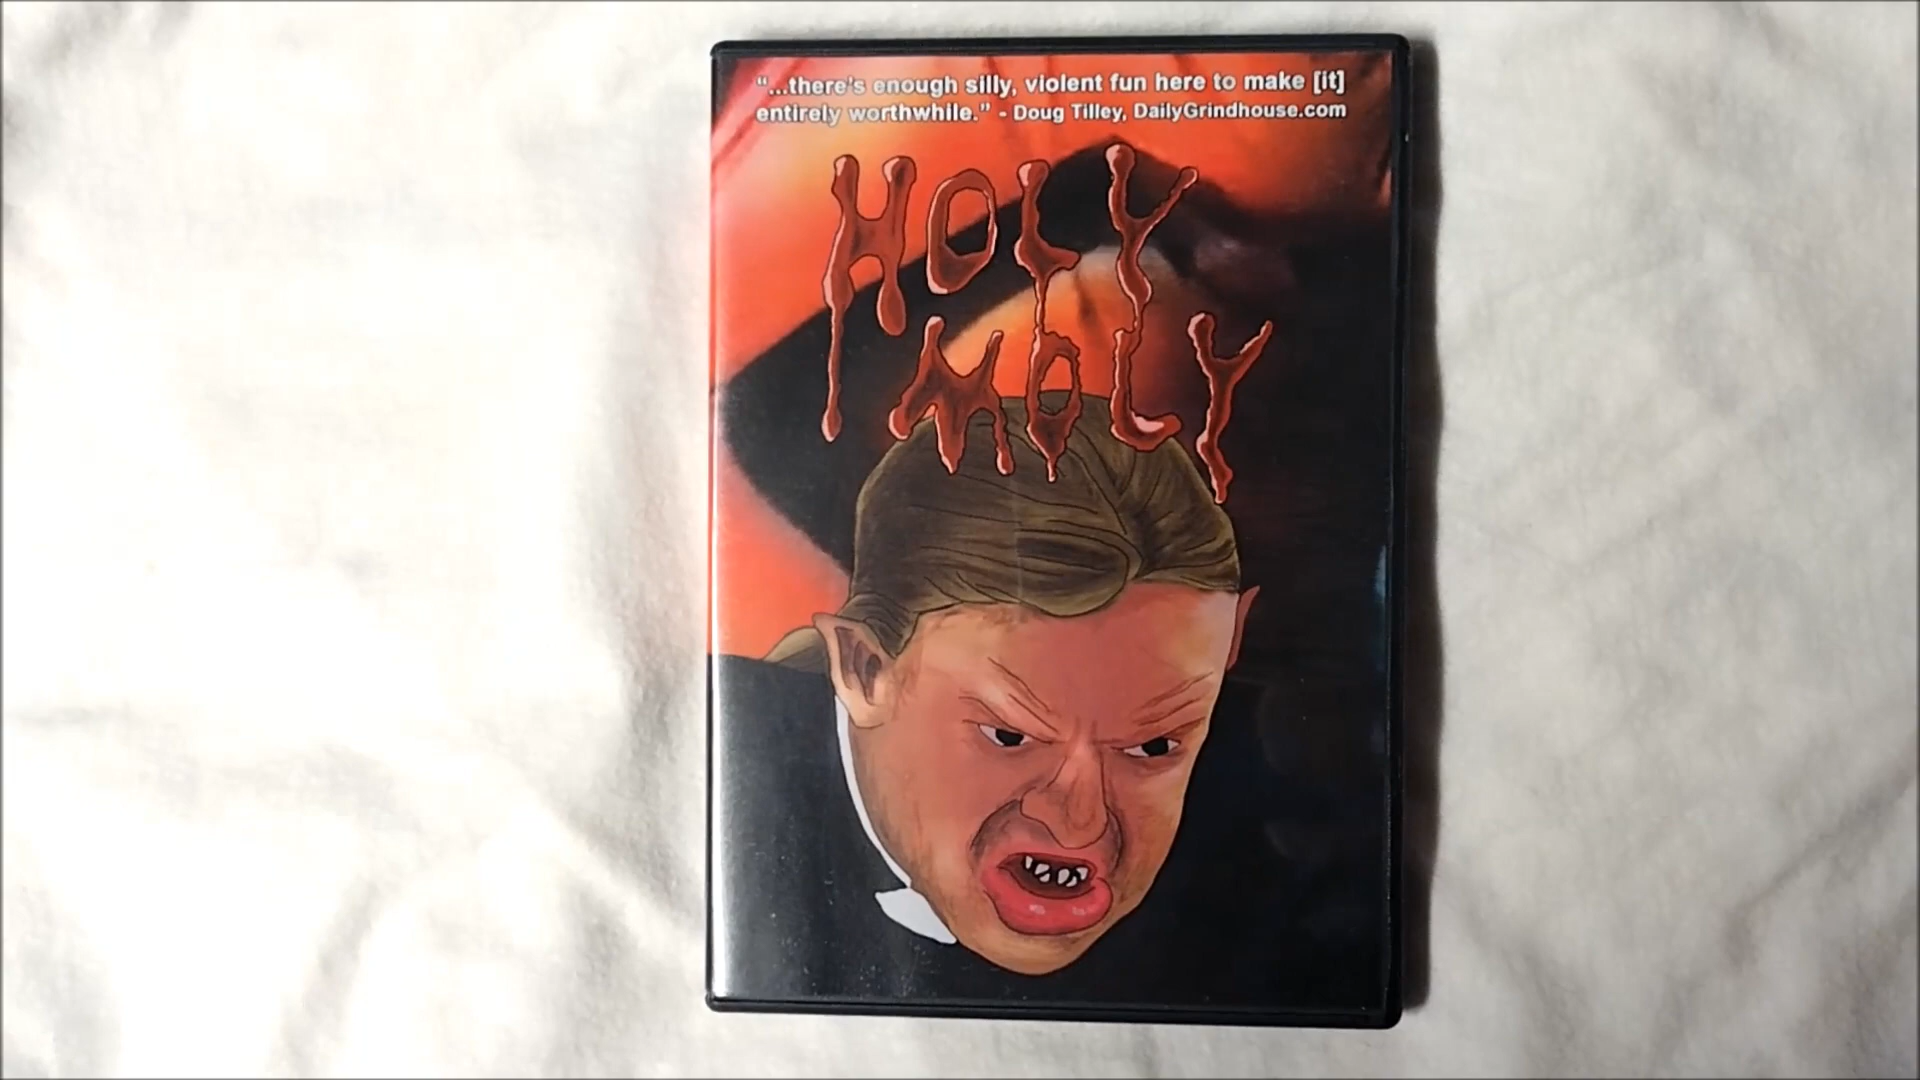 “...there's enough silly, violent fun here to make [it]
entirely worthwhile.” - Doug Tilley, DailyGrindhouse.com
HOLY
MOLY